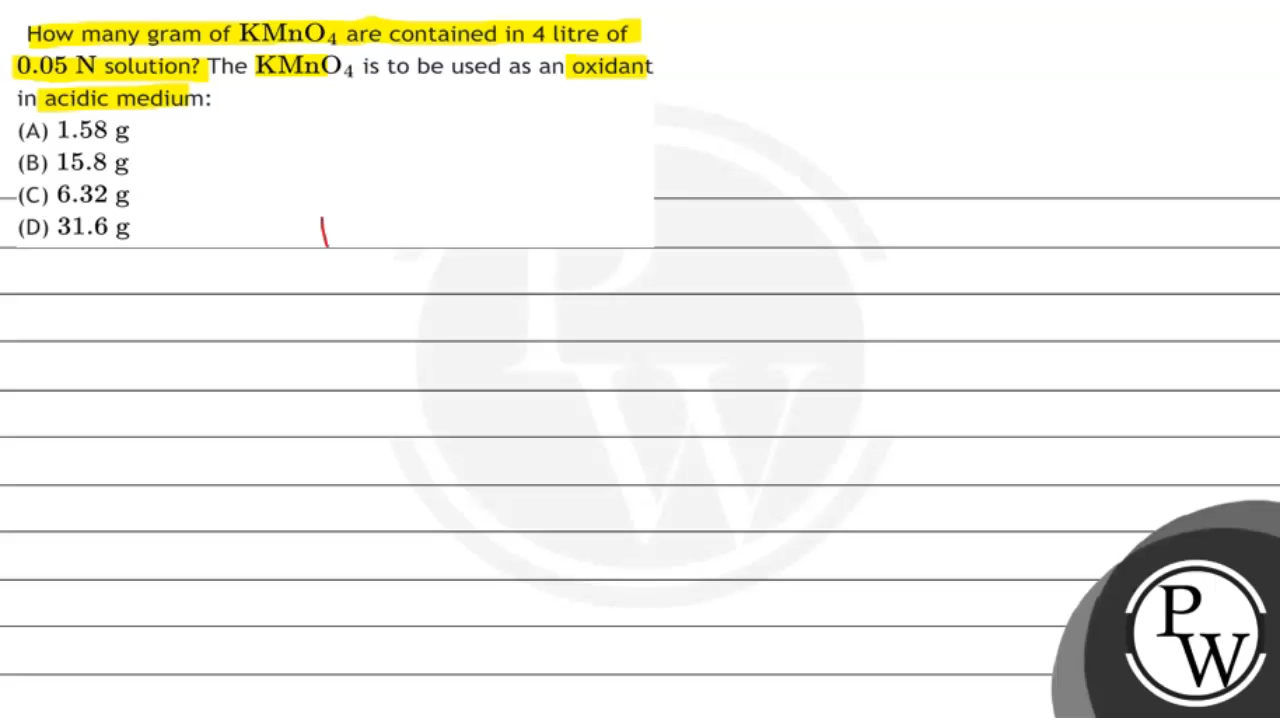 How many gram of KMnO₄ are contained in 4 litre of
0.05 N solution? The KMnO₄ is to be used as an oxidant
in acidic medium:
(A) 1.58 g
(B) 15.8 g
(C) 6.32 g
(D) 31.6 g
P
W
P
W